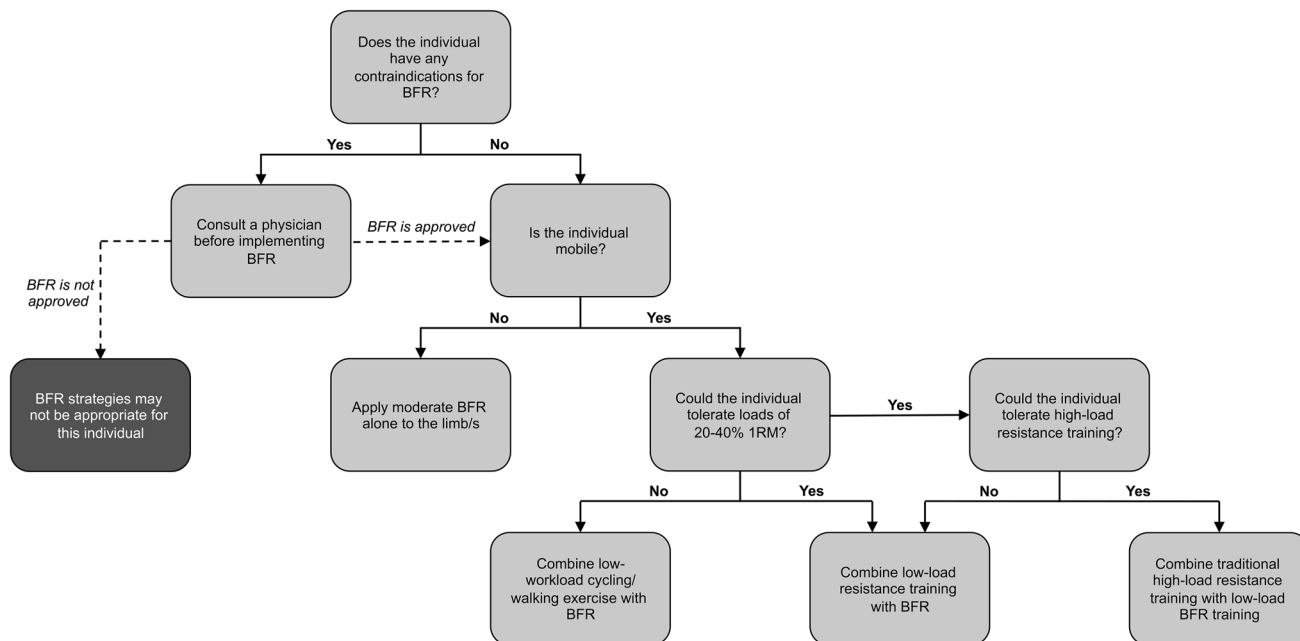 Does the individual
have any
contraindications for
BFR?
Yes
No
Consult a physician
before implementing
BFR
BFR is approved
Is the individual
mobile?
BFR is not
approved
No
Yes
BFR strategies may
not be appropriate for
this individual
Apply moderate BFR
alone to the limb/s
Could the individual
tolerate loads of
20-40% 1RM?
Yes
Could the individual
tolerate high-load
resistance training?
No
Yes
No
Yes
Combine low-
workload cycling/
walking exercise with
BFR
Combine low-load
resistance training
with BFR
Combine traditional
high-load resistance
training with low-load
BFR training